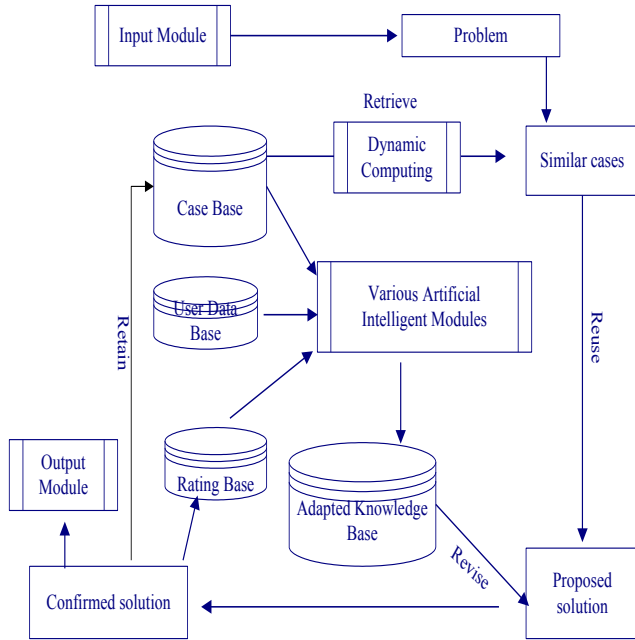 Input Module
Problem
Retrieve
Dynamic
Computing
Similar cases
Case Base
User Data
Base
Various Artificial
Intelligent Modules
Retain
Reuse
Output
Module
Rating Base
Adapted Knowledge
Base
Revise
Confirmed solution
Proposed
solution